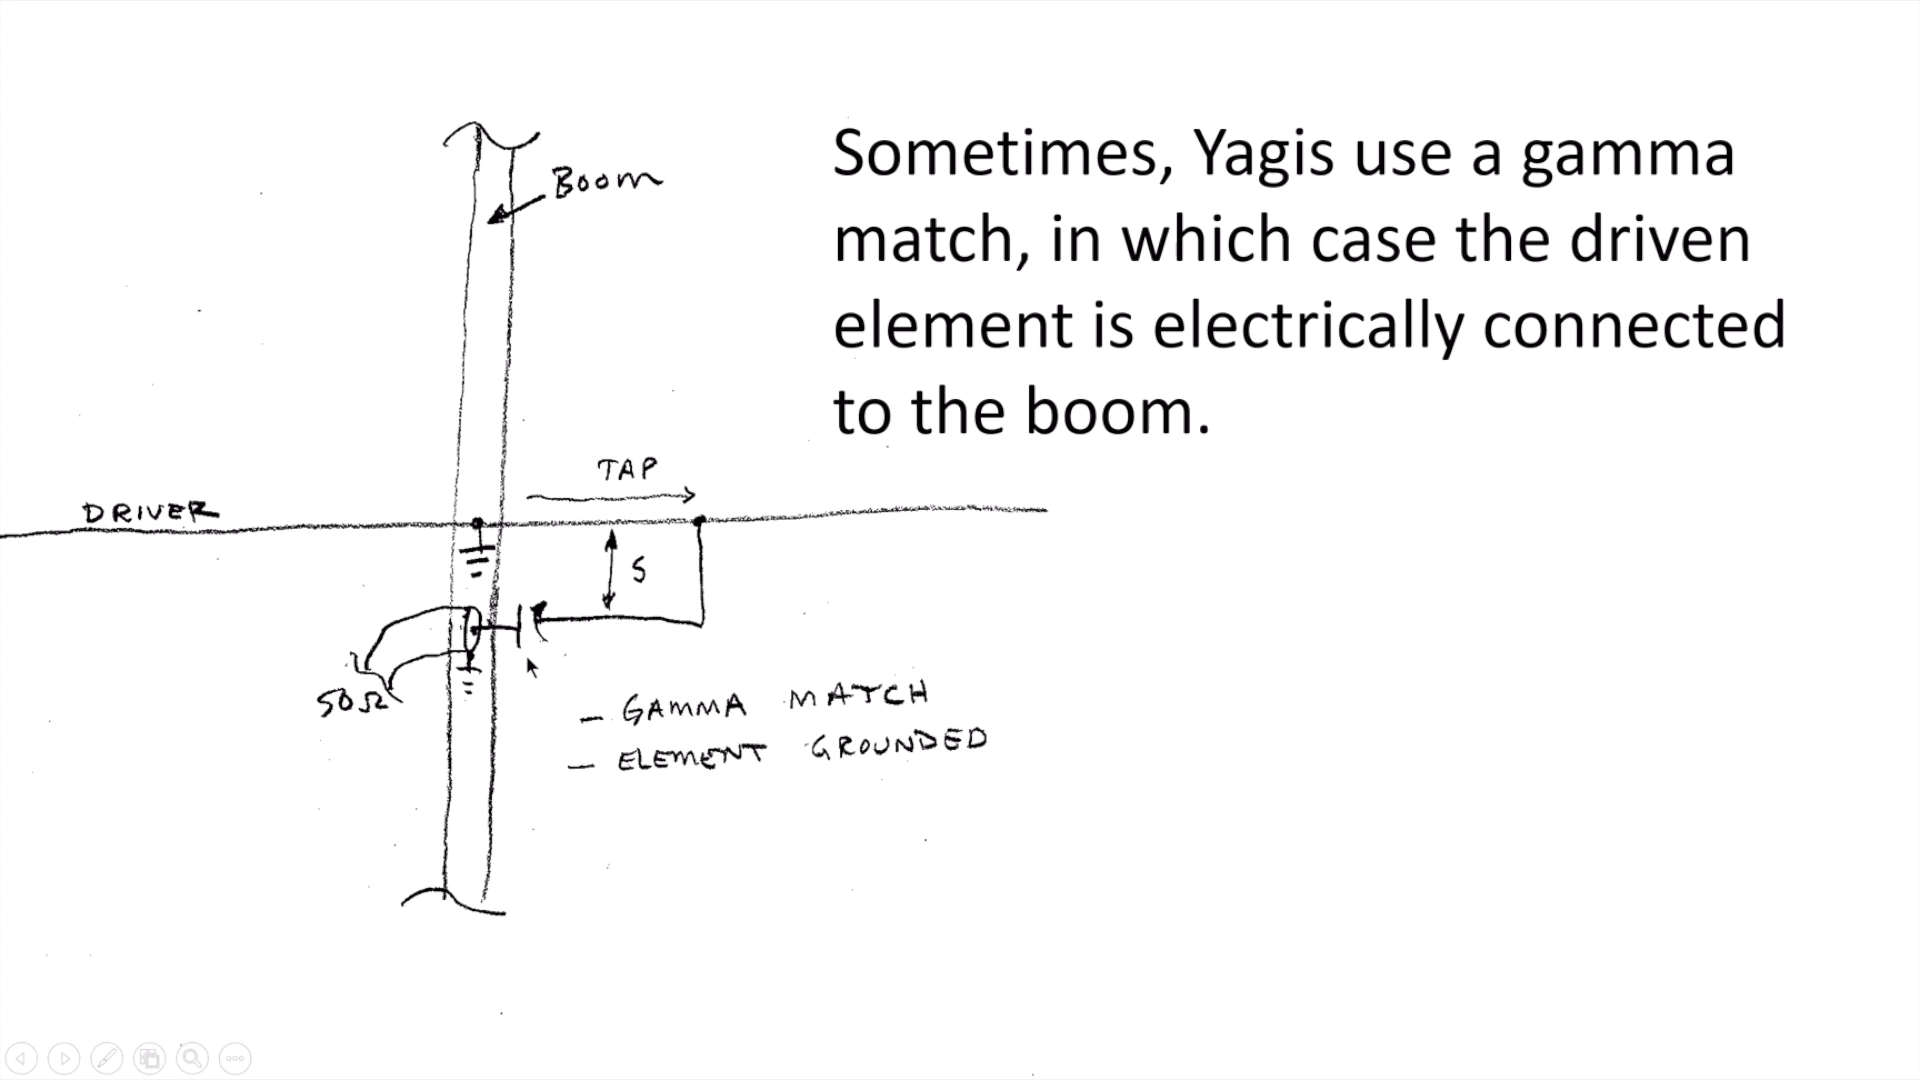 Sometimes, Yagis use a gamma
match, in which case the driven
element is electrically connected
to the boom.
Boom
TAP
DRIVER
S
50Ω
- GAMMA MATCH
- ELEMENT GROUNDED